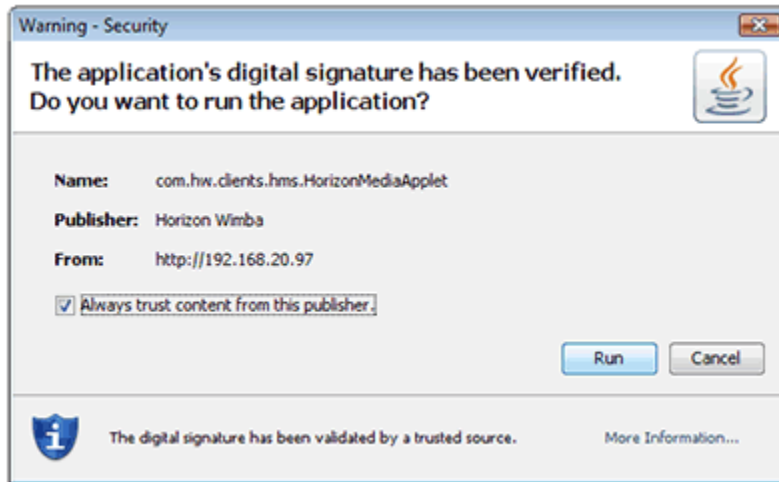 Warning - Security
The application's digital signature has been verified.
Do you want to run the application?
Name: com.hw.clients.hms.HorizonMediaApplet
Publisher: Horizon Wimba
From: http://192.168.20.97
Always trust content from this publisher.
Run Cancel
The digital signature has been validated by a trusted source. More Information...